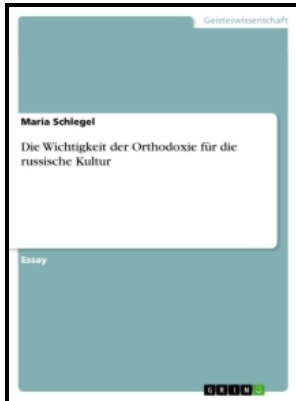 Geisteswissenschaft
Maria Schlegel
Die Wichtigkeit der Orthodoxie für die
russische Kultur
Essay
GRIN